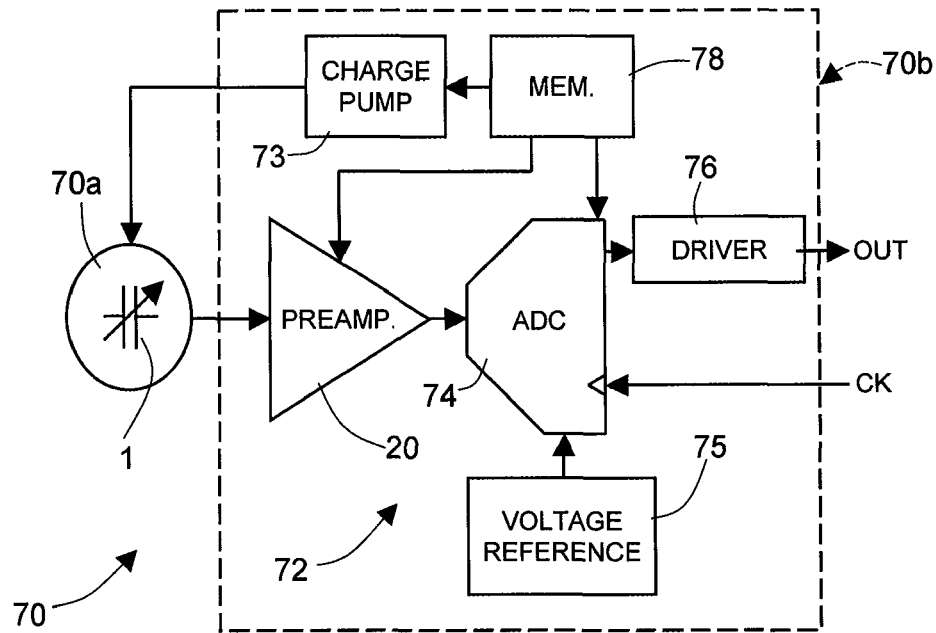 CHARGE
PUMP
MEM.
78
70b
73
70a
76
DRIVER
OUT
PREAMP.
ADC
74
CK
1
20
75
VOLTAGE
REFERENCE
72
70